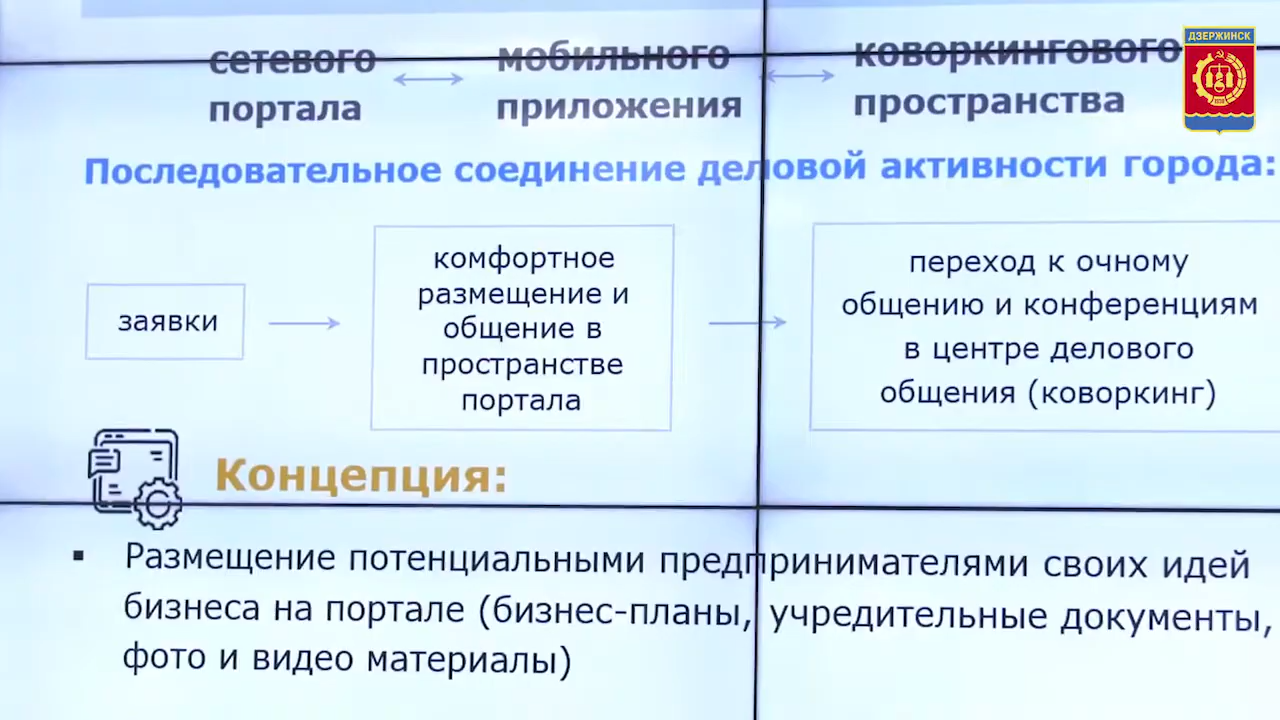 ДЗЕРЖИНСК
сетевого мобильного коворкингового
портала приложения пространства
Последовательное соединение деловой активности города:
заявки
комфортное
размещение и
общение в
пространстве
портала
переход к очному
общению и конференциям
в центре делового
общения (коворкинг)
Концепция:
▪ Размещение потенциальными предпринимателями своих идей
бизнеса на портале (бизнес-планы, учредительные документы,
фото и видео материалы)